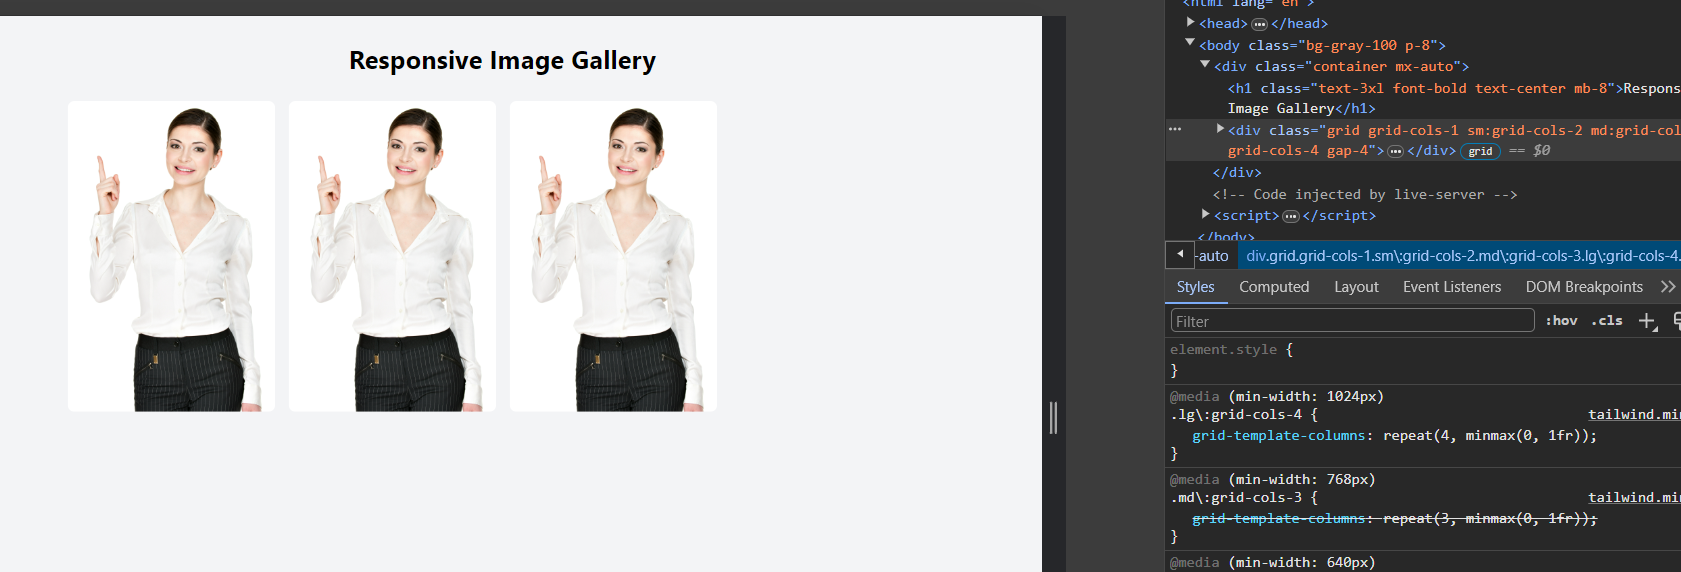 Responsive Image Gallery
<html lang="en">
<head> ••• </head>
<body class="bg-gray-100 p-8">
<div class="container mx-auto">
<h1 class="text-3xl font-bold text-center mb-8">Respons
Image Gallery</h1>
<div class="grid grid-cols-1 sm:grid-cols-2 md:grid-col
grid-cols-4 gap-4"> ••• </div> grid == $0
</div>
<!-- Code injected by live-server -->
<script> ••• </script>
</body>
-auto div.grid.grid-cols-1.sm\:grid-cols-2.md\:grid-cols-3.lg\:grid-cols-4.
Styles Computed Layout Event Listeners DOM Breakpoints
Filter :hov .cls
element.style {
}
@media (min-width: 1024px)
.lg\:grid-cols-4 { tailwind.min
grid-template-columns: repeat(4, minmax(0, 1fr));
}
@media (min-width: 768px)
.md\:grid-cols-3 { tailwind.min
grid-template-columns: repeat(3, minmax(0, 1fr));
}
@media (min-width: 640px)